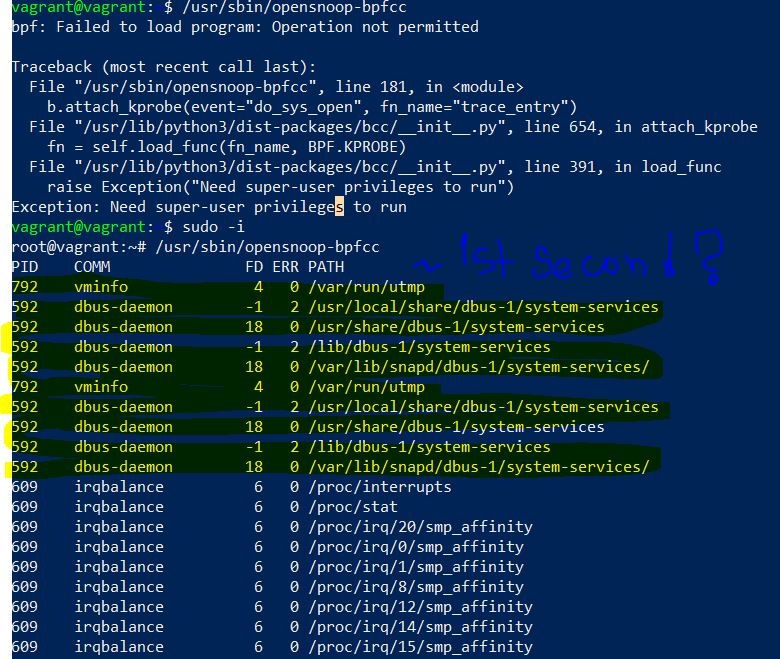 vagrant@vagrant:~$ /usr/sbin/opensnoop-bpfcc
bpf: Failed to load program: Operation not permitted
Traceback (most recent call last):
File "/usr/sbin/opensnoop-bpfcc", line 181, in <module>
b.attach_kprobe(event="do_sys_open", fn_name="trace_entry")
File "/usr/lib/python3/dist-packages/bcc/__init__.py", line 654, in attach_kprobe
fn = self.load_func(fn_name, BPF.KPROBE)
File "/usr/lib/python3/dist-packages/bcc/__init__.py", line 391, in load_func
raise Exception("Need super-user privileges to run")
Exception: Need super-user privileges to run
vagrant@vagrant:~$ sudo -i
root@vagrant:~# /usr/sbin/opensnoop-bpfcc
~ 1st second?
PID COMM FD ERR PATH
792 vminfo 4 0 /var/run/utmp
592 dbus-daemon -1 2 /usr/local/share/dbus-1/system-services
592 dbus-daemon 18 0 /usr/share/dbus-1/system-services
592 dbus-daemon -1 2 /lib/dbus-1/system-services
592 dbus-daemon 18 0 /var/lib/snapd/dbus-1/system-services/
792 vminfo 4 0 /var/run/utmp
592 dbus-daemon -1 2 /usr/local/share/dbus-1/system-services
592 dbus-daemon 18 0 /usr/share/dbus-1/system-services
592 dbus-daemon -1 2 /lib/dbus-1/system-services
592 dbus-daemon 18 0 /var/lib/snapd/dbus-1/system-services/
609 irqbalance 6 0 /proc/interrupts
609 irqbalance 6 0 /proc/stat
609 irqbalance 6 0 /proc/irq/20/smp_affinity
609 irqbalance 6 0 /proc/irq/0/smp_affinity
609 irqbalance 6 0 /proc/irq/1/smp_affinity
609 irqbalance 6 0 /proc/irq/8/smp_affinity
609 irqbalance 6 0 /proc/irq/12/smp_affinity
609 irqbalance 6 0 /proc/irq/14/smp_affinity
609 irqbalance 6 0 /proc/irq/15/smp_affinity